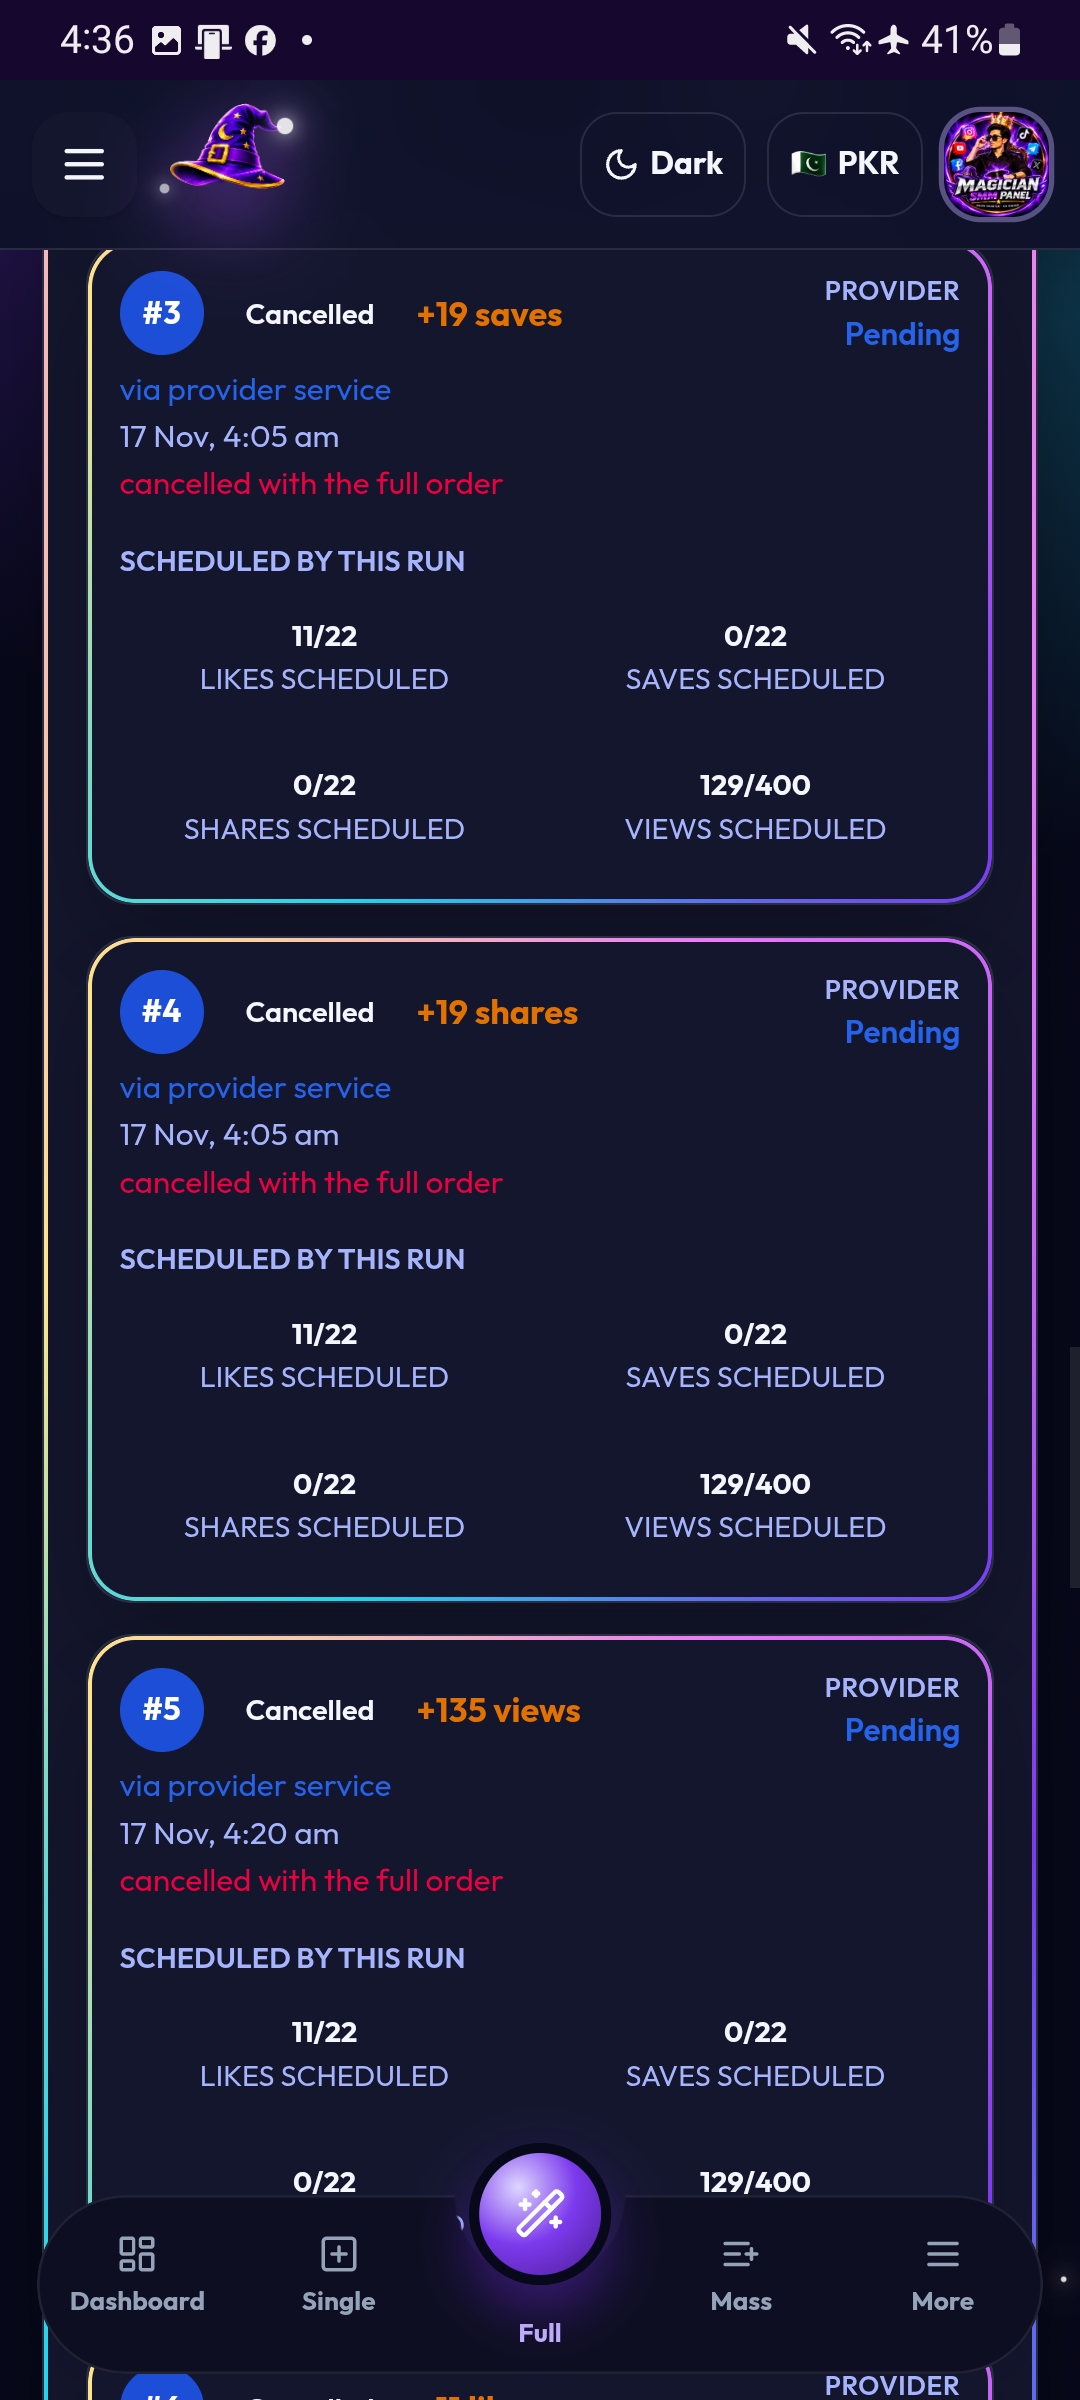 4:36
41%
Dark
PKR
MAGICIAN
SMM PANEL
#3 Cancelled +19 saves
PROVIDER
Pending
via provider service
17 Nov, 4:05 am
cancelled with the full order
SCHEDULED BY THIS RUN
11/22 0/22
LIKES SCHEDULED SAVES SCHEDULED
0/22 129/400
SHARES SCHEDULED VIEWS SCHEDULED
#4 Cancelled +19 shares
PROVIDER
Pending
via provider service
17 Nov, 4:05 am
cancelled with the full order
SCHEDULED BY THIS RUN
11/22 0/22
LIKES SCHEDULED SAVES SCHEDULED
0/22 129/400
SHARES SCHEDULED VIEWS SCHEDULED
#5 Cancelled +135 views
PROVIDER
Pending
via provider service
17 Nov, 4:20 am
cancelled with the full order
SCHEDULED BY THIS RUN
11/22 0/22
LIKES SCHEDULED SAVES SCHEDULED
0/22 129/400
Dashboard Single Full Mass More
PROVIDER